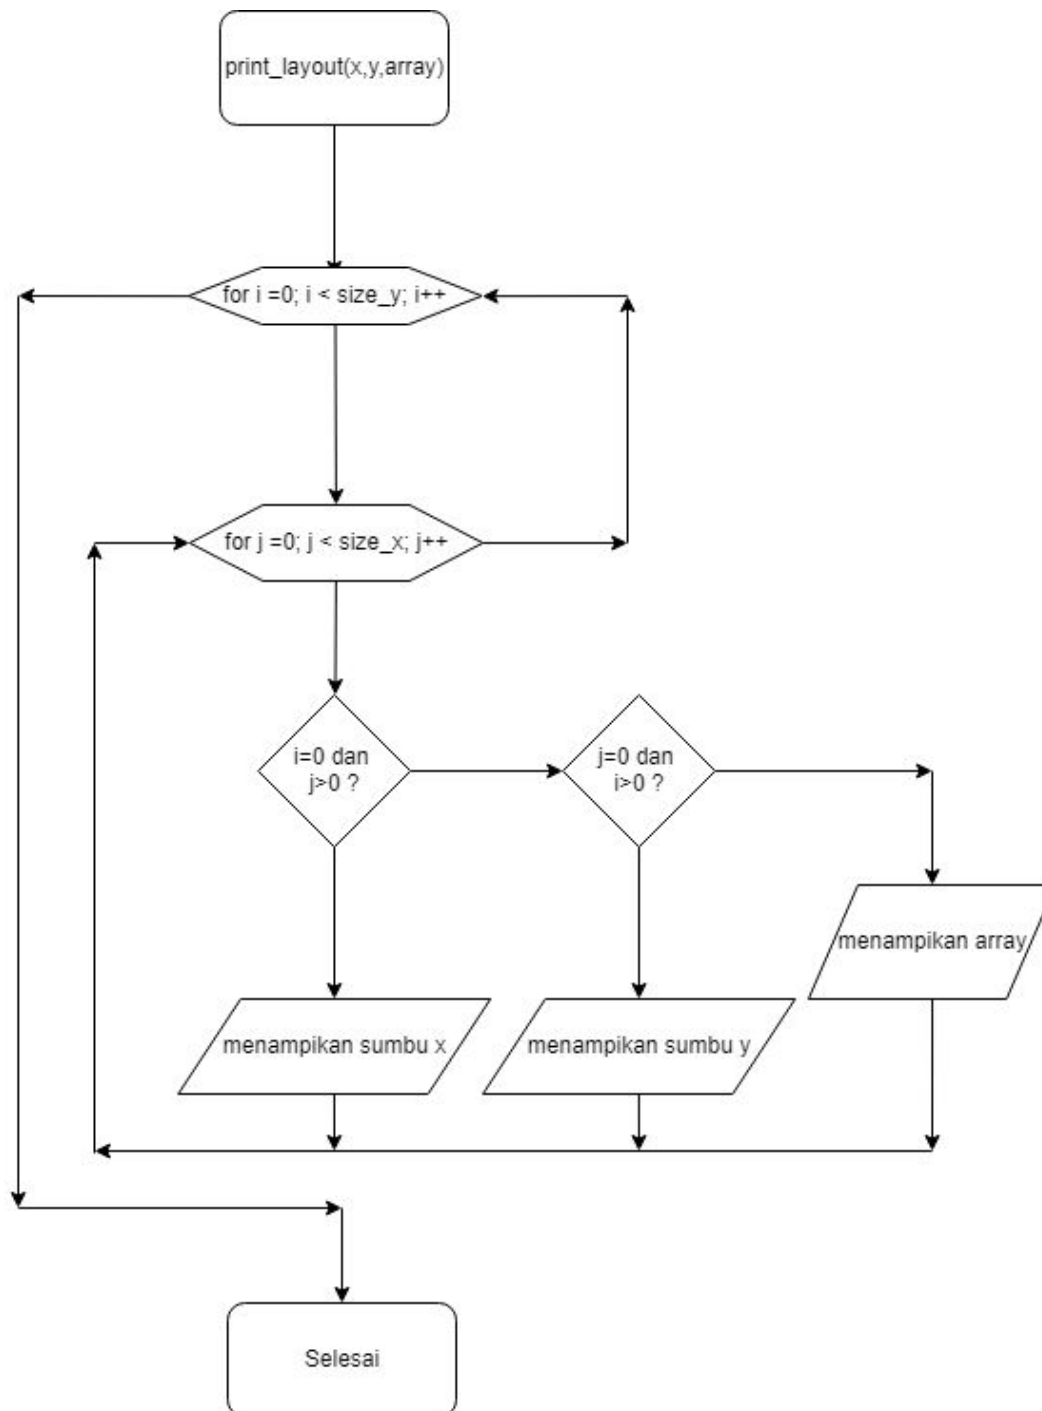 print_layout(x,y,array)
for i =0; i < size_y; i++
for j =0; j < size_x; j++
i=0 dan
j>0 ?
j=0 dan
i>0 ?
menampikan array
menampikan sumbu x
menampikan sumbu y
Selesai